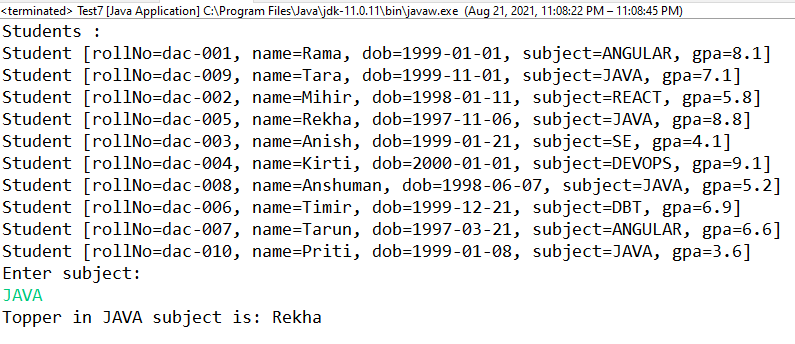 <terminated> Test7 [Java Application] C:\Program Files\Java\jdk-11.0.11\bin\javaw.exe (Aug 21, 2021, 11:08:22 PM – 11:08:45 PM)
Students :
Student [rollNo=dac-001, name=Rama, dob=1999-01-01, subject=ANGULAR, gpa=8.1]
Student [rollNo=dac-009, name=Tara, dob=1999-11-01, subject=JAVA, gpa=7.1]
Student [rollNo=dac-002, name=Mihir, dob=1998-01-11, subject=REACT, gpa=5.8]
Student [rollNo=dac-005, name=Rekha, dob=1997-11-06, subject=JAVA, gpa=8.8]
Student [rollNo=dac-003, name=Anish, dob=1999-01-21, subject=SE, gpa=4.1]
Student [rollNo=dac-004, name=Kirti, dob=2000-01-01, subject=DEVOPS, gpa=9.1]
Student [rollNo=dac-008, name=Anshuman, dob=1998-06-07, subject=JAVA, gpa=5.2]
Student [rollNo=dac-006, name=Timir, dob=1999-12-21, subject=DBT, gpa=6.9]
Student [rollNo=dac-007, name=Tarun, dob=1997-03-21, subject=ANGULAR, gpa=6.6]
Student [rollNo=dac-010, name=Priti, dob=1999-01-08, subject=JAVA, gpa=3.6]
Enter subject:
JAVA
Topper in JAVA subject is: Rekha